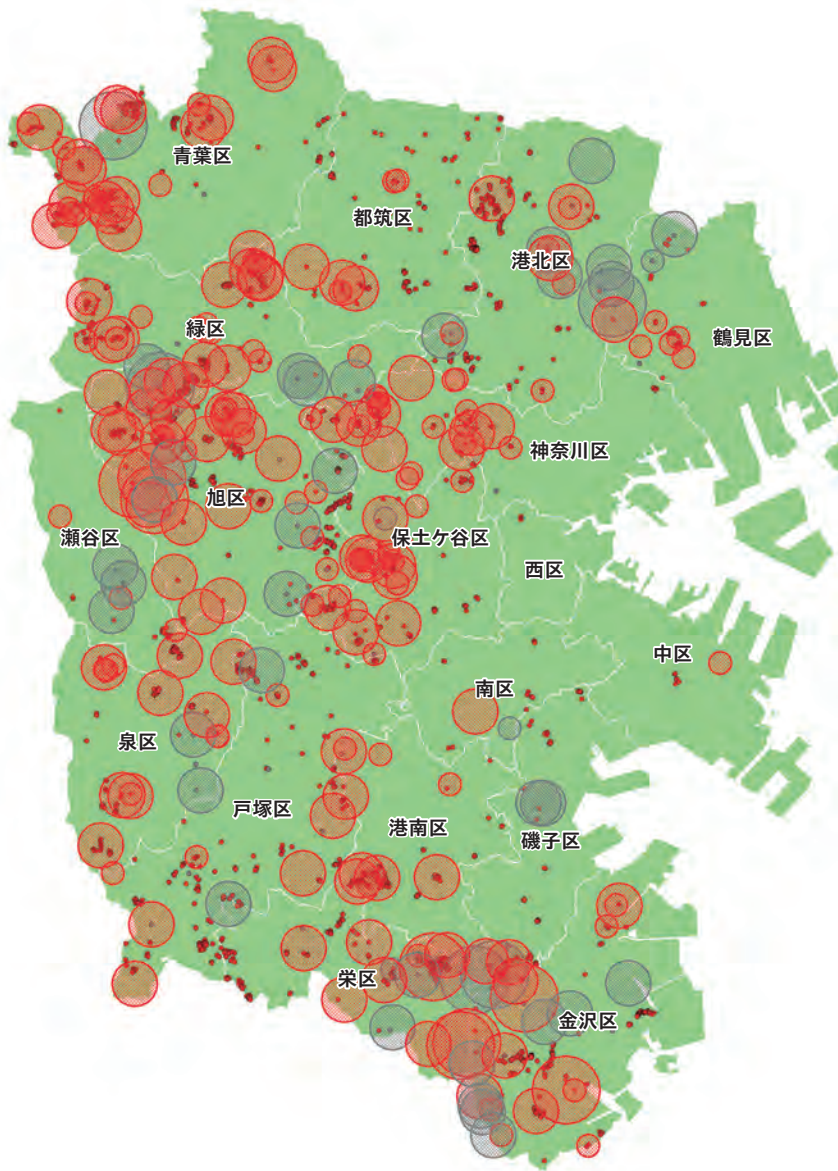 青葉区
都筑区
港北区
緑区
鶴見区
神奈川区
旭区
瀬谷区
保土ケ谷区
西区
中区
南区
泉区
戸塚区
港南区
磯子区
栄区
金沢区